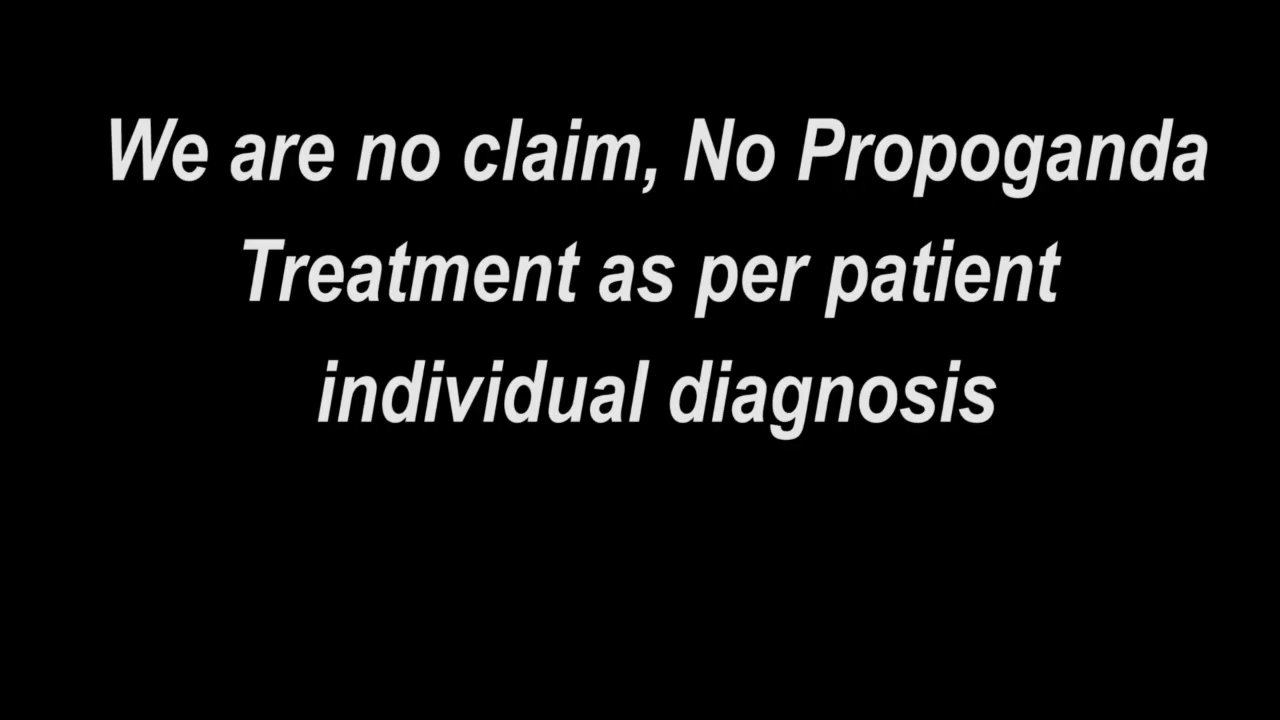 We are no claim, No Propoganda
Treatment as per patient
individual diagnosis